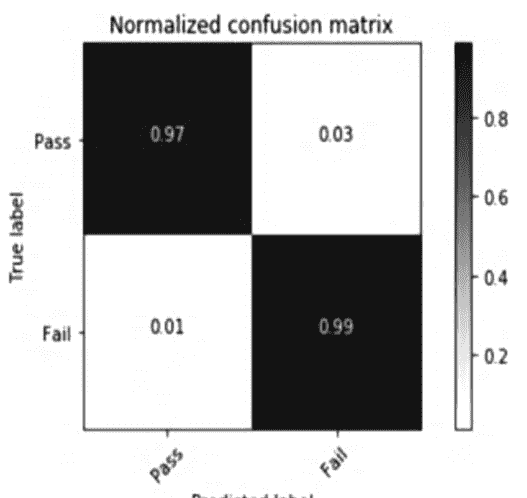 Normalized confusion matrix
True label
Pass
0.97
0.03
Fail
0.01
0.99
Pass
Fail
Predicted label
0.8
0.6
0.4
0.2